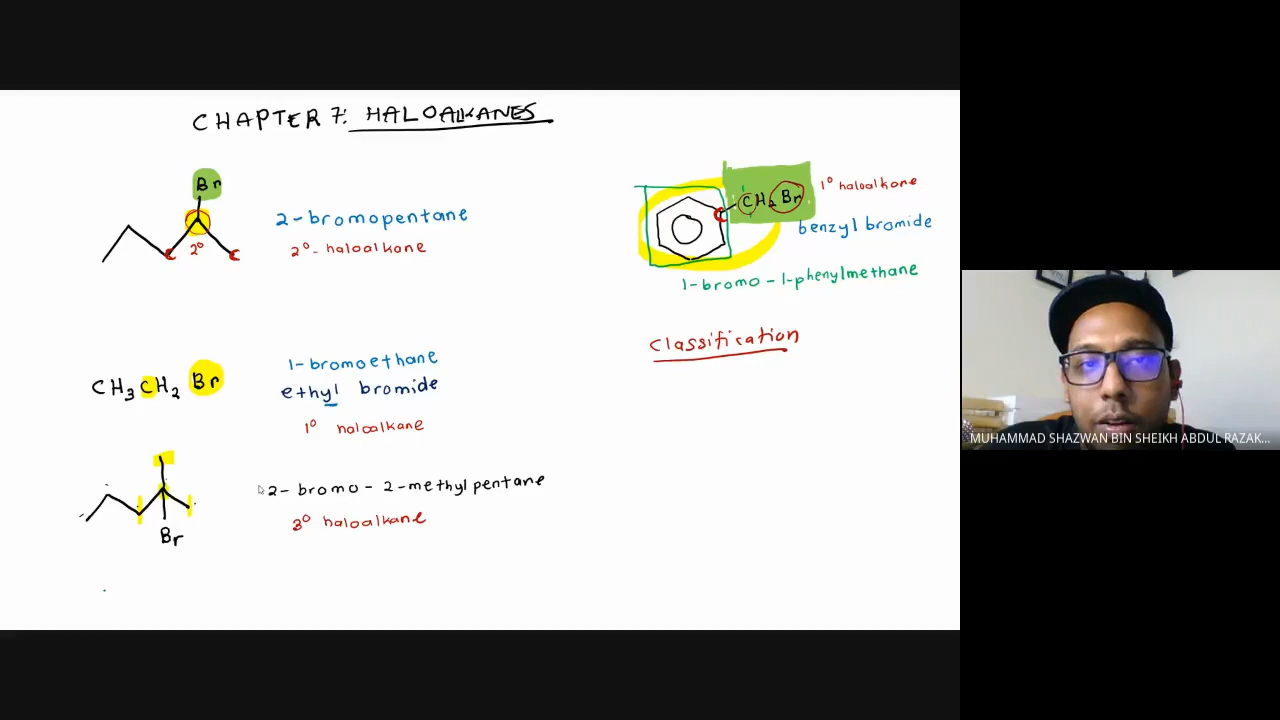 CHAPTER 7: HALOALKANES
Br
2°
2-bromopentane
2°-haloalkane
CH3CH2Br
1-bromoethane
ethyl bromide
1° haloalkane
Br
2-bromo-2-methylpentane
3° haloalkane
C C
1
CH2Br
C
1° haloalkane
benzyl bromide
1-bromo-1-phenylmethane
Classification
MUHAMMAD SHAZWAN BIN SHEIKH ABDUL RAZAK...